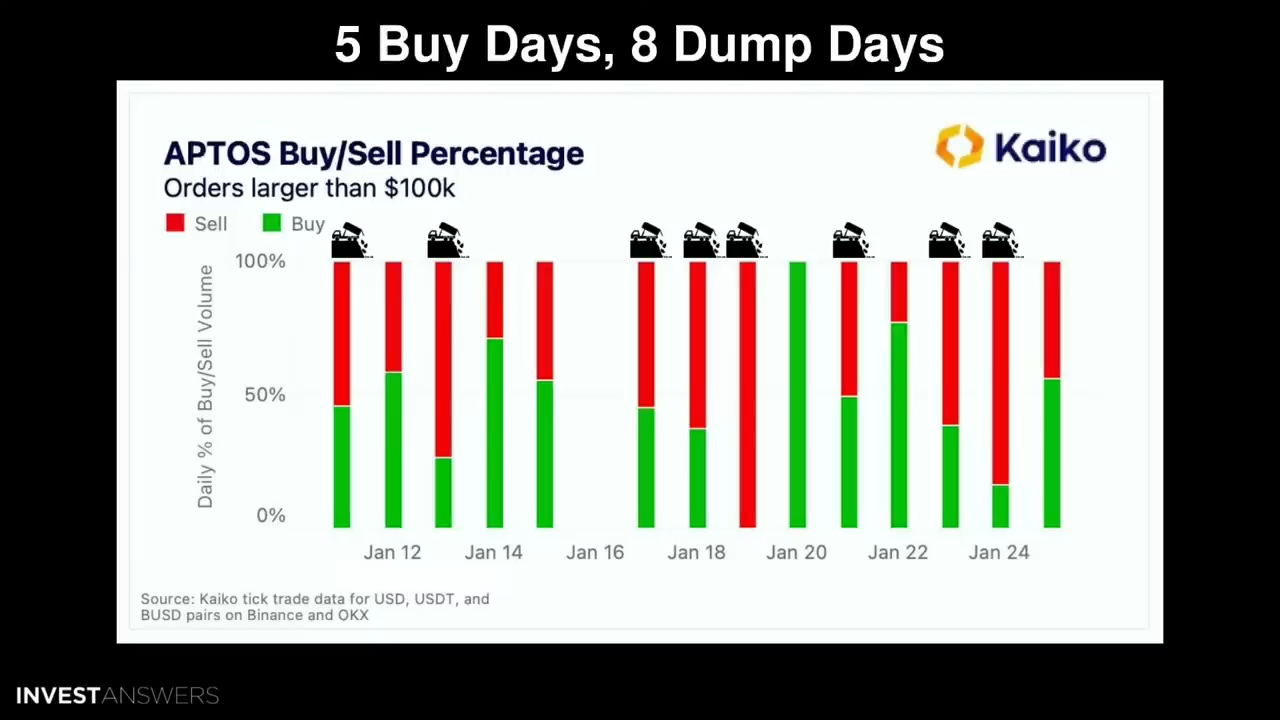 5 Buy Days, 8 Dump Days
APTOS Buy/Sell Percentage
Orders larger than $100k
Kaiko
Sell
Buy
Daily % of Buy/Sell Volume
100%
50%
0%
Jan 12
Jan 14
Jan 16
Jan 18
Jan 20
Jan 22
Jan 24
Source: Kaiko tick trade data for USD, USDT, and
BUSD pairs on Binance and OKX
INVESTANSWERS